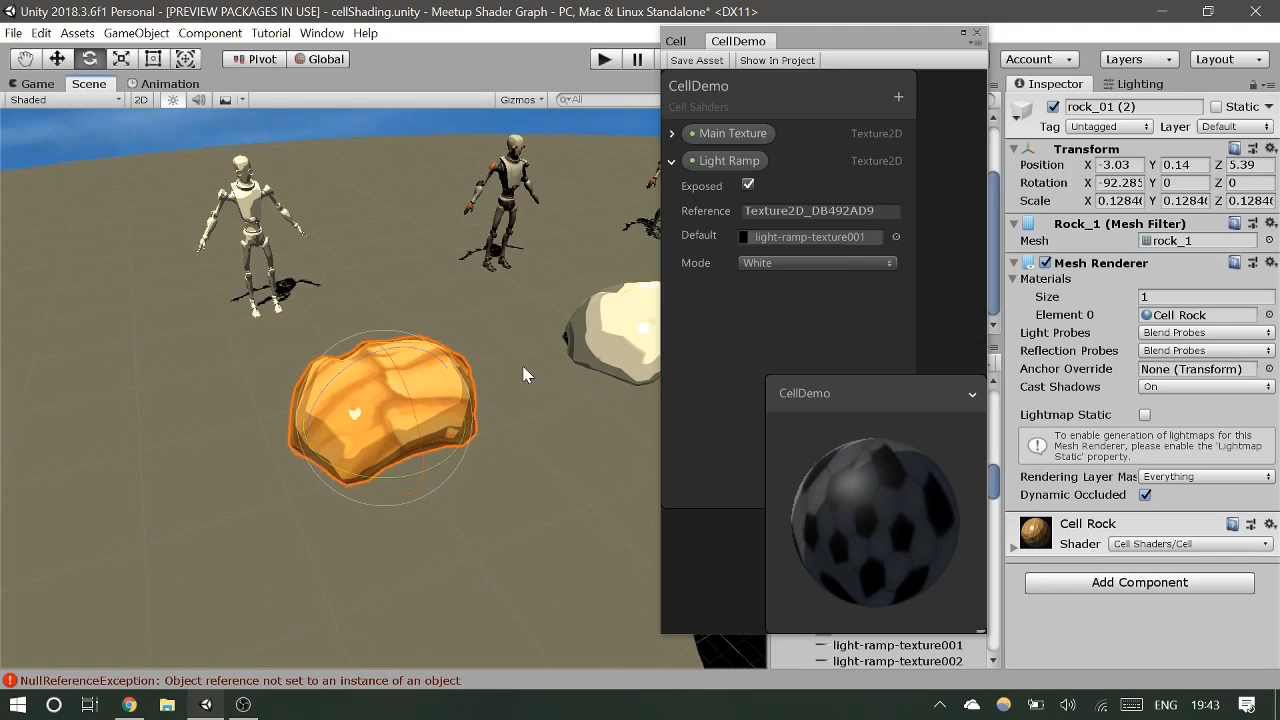 Unity 2018.3.6f1 Personal - [PREVIEW PACKAGES IN USE] - cellShading.unity - Meetup Shader Graph - PC, Mac & Linux Standalone* <DX11>
File Edit Assets GameObject Component Tutorial Window Help
Pivot Global
Account Layers Layout
Game Scene Animation
Shaded 2D Gizmos All
Cell CellDemo
Save Asset Show In Project
CellDemo
Cell Sahders
Main Texture Texture2D
Light Ramp Texture2D
Exposed
Reference Texture2D_DB492AD9
Default light-ramp-texture001
Mode White
CellDemo
light-ramp-texture001
light-ramp-texture002
Inspector Lighting
rock_01 (2) Static
Tag Untagged Layer Default
Transform
Position X -3.03 Y 0.14 Z 5.39
Rotation X -92.285 Y 0 Z 0
Scale X 0.12846 Y 0.12846 Z 0.12846
Rock_1 (Mesh Filter)
Mesh rock_1
Mesh Renderer
Materials
Size 1
Element 0 Cell Rock
Light Probes Blend Probes
Reflection Probes Blend Probes
Anchor Override None (Transform)
Cast Shadows On
Lightmap Static
To enable generation of lightmaps for this
Mesh Renderer, please enable the 'Lightmap
Static' property.
Rendering Layer Mas Everything
Dynamic Occluded
Cell Rock
Shader Cell Shaders/Cell
Add Component
NullReferenceException: Object reference not set to an instance of an object
ENG 19:43